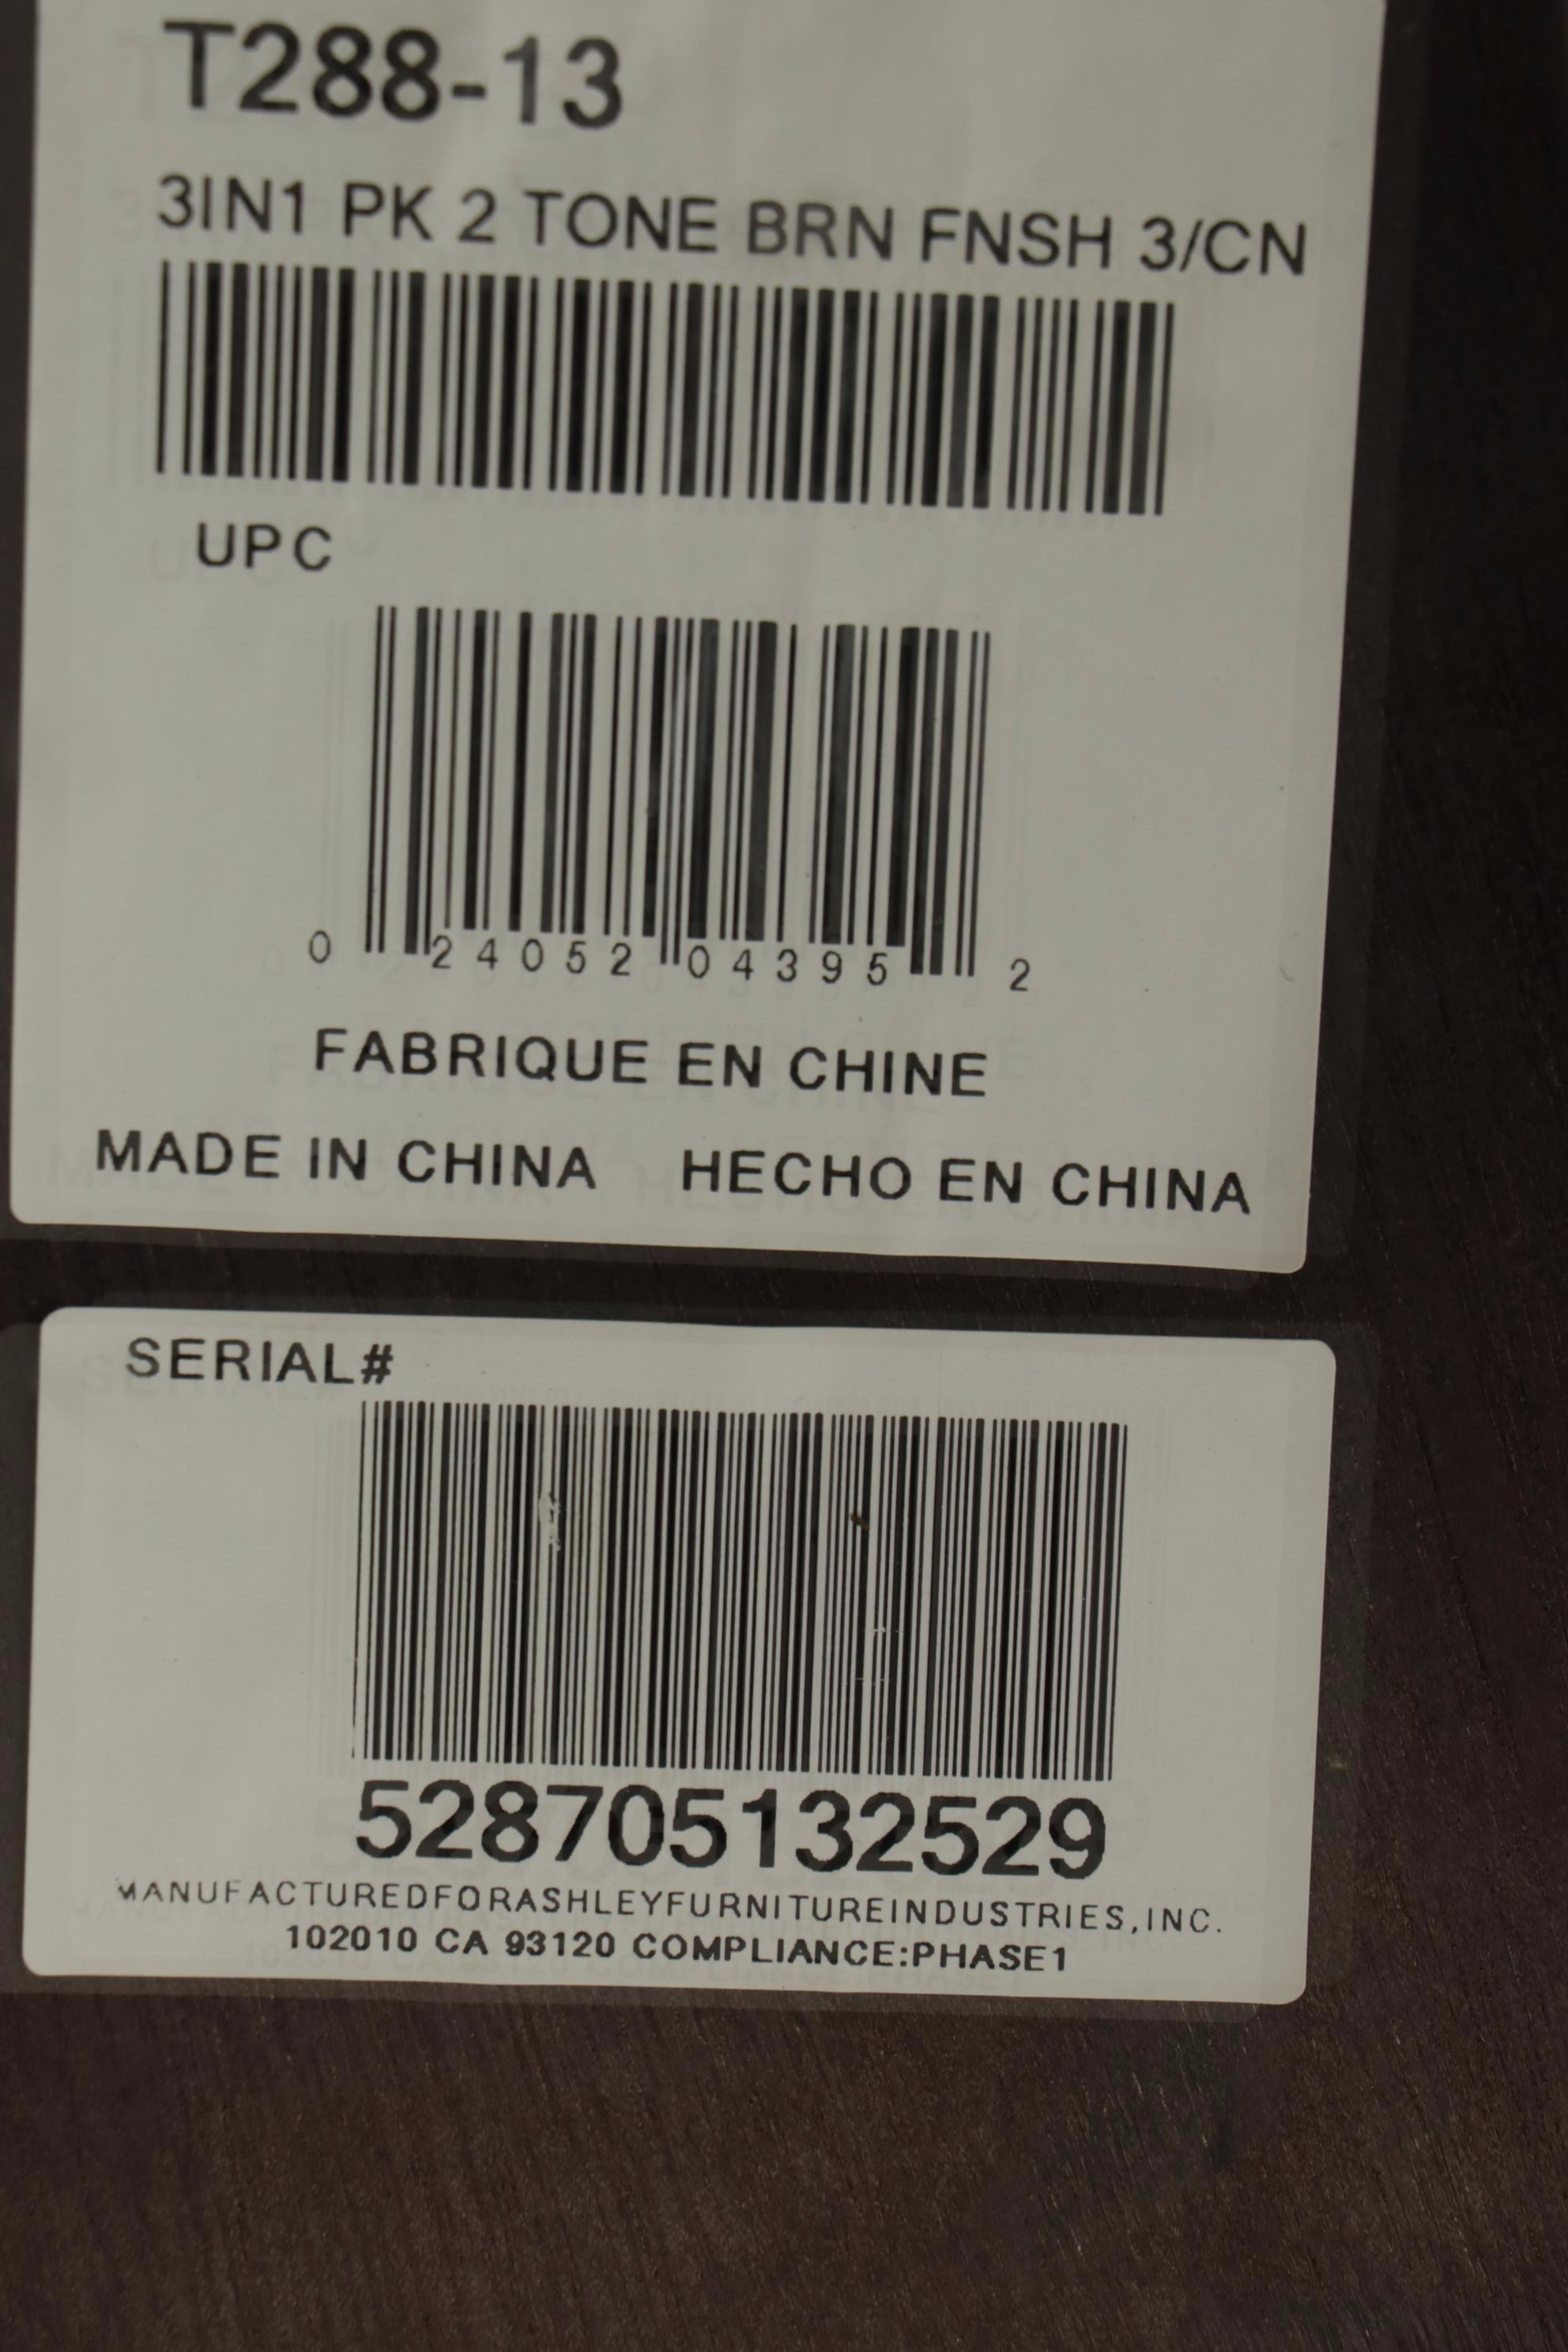 T288-13
3IN1 PK 2 TONE BRN FNSH 3/CN
UPC
0 24052 04395 2
FABRIQUE EN CHINE
MADE IN CHINA HECHO EN CHINA
SERIAL#
528705132529
MANUFACTUREDFORASHLEYFURNITUREINDUSTRIES,INC.
102010 CA 93120 COMPLIANCE:PHASE1